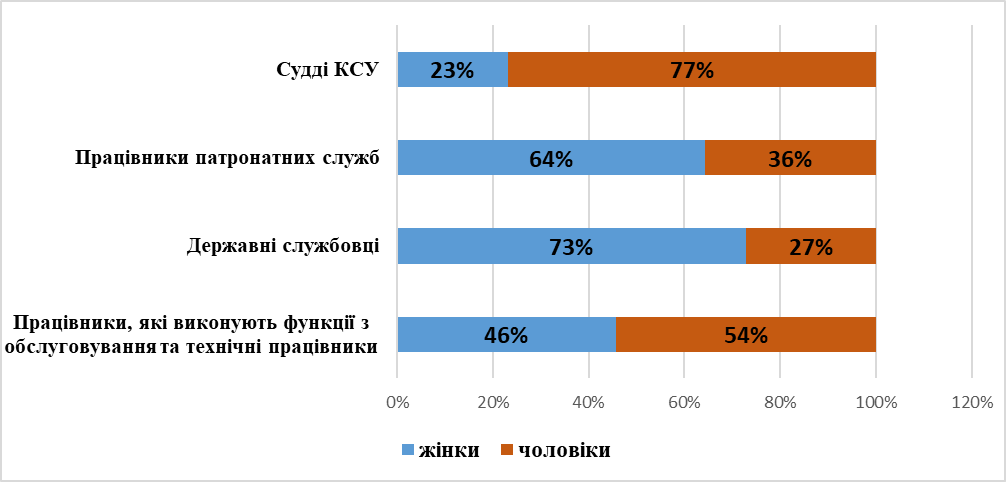 Судді КСУ
23%
77%
Працівники патронатних служб
64%
36%
Державні службовці
73%
27%
Працівники, які виконують функції з
обслуговування та технічні працівники
46%
54%
0%
20%
40%
60%
80%
100%
120%
жінки
чоловіки